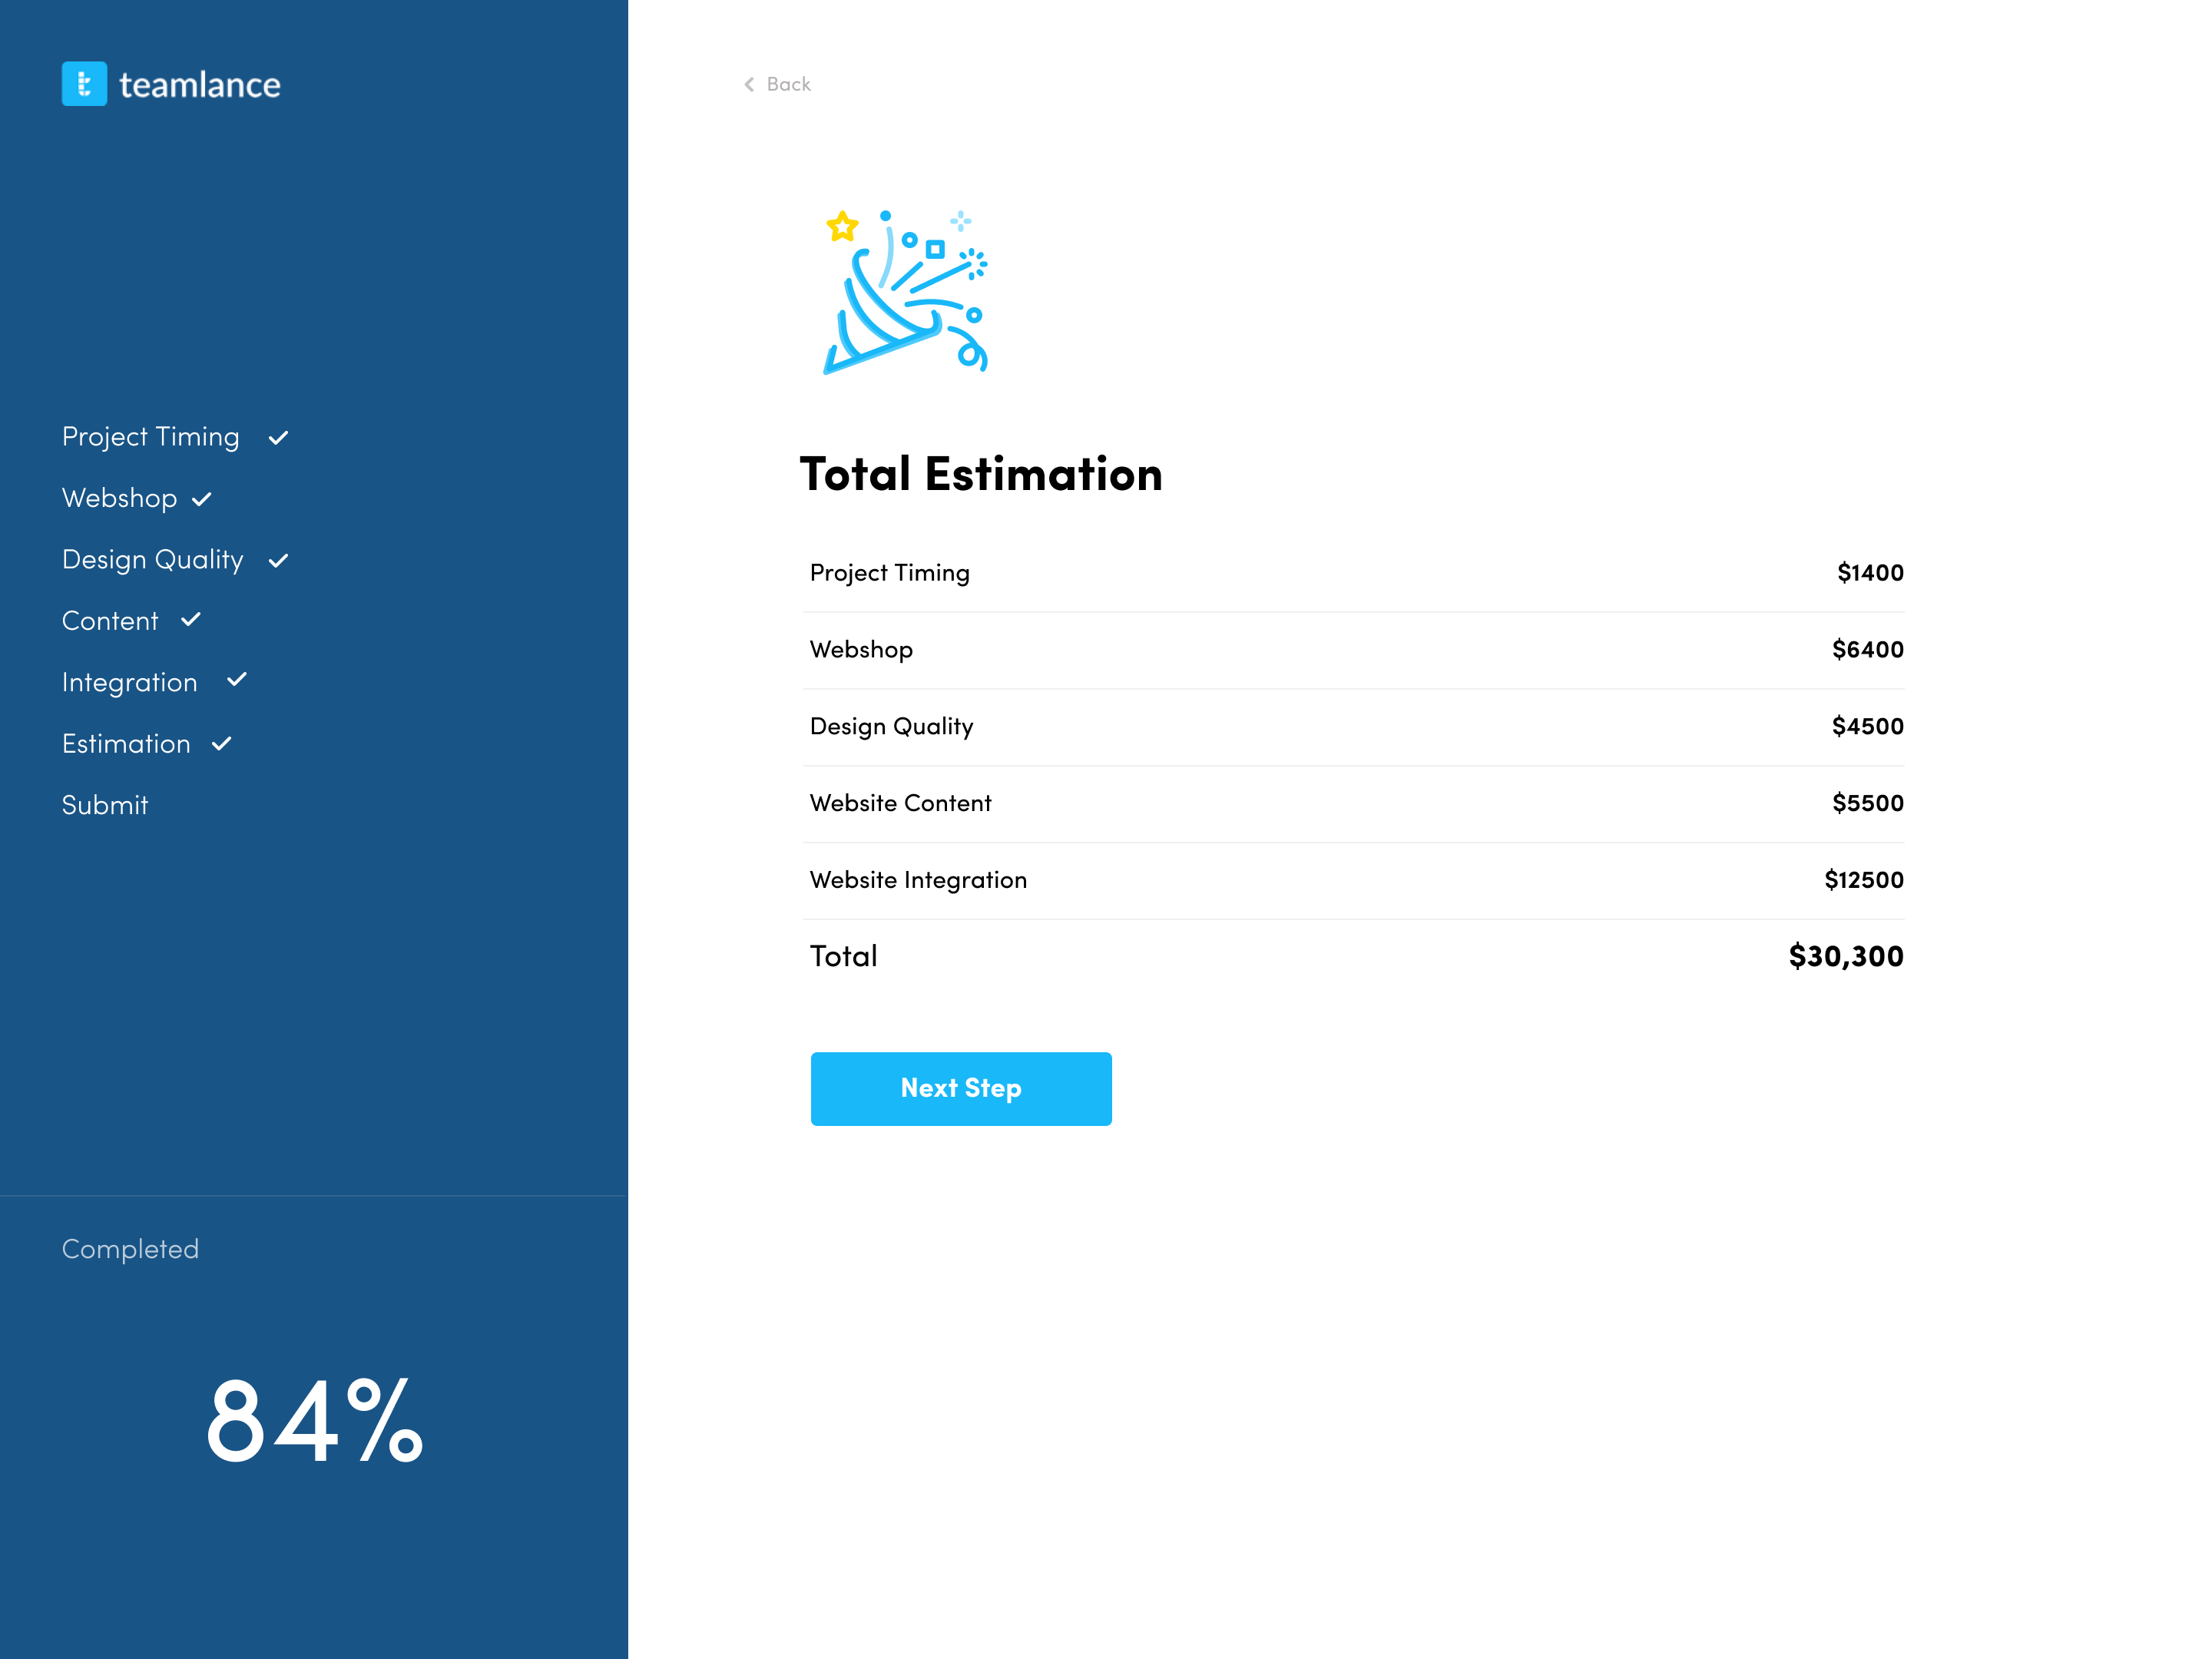 teamlance
Project Timing
Webshop
Design Quality
Content
Integration
Estimation
Submit
Completed
84%
Back
Total Estimation
Project Timing $1400
Webshop $6400
Design Quality $4500
Website Content $5500
Website Integration $12500
Total $30,300
Next Step